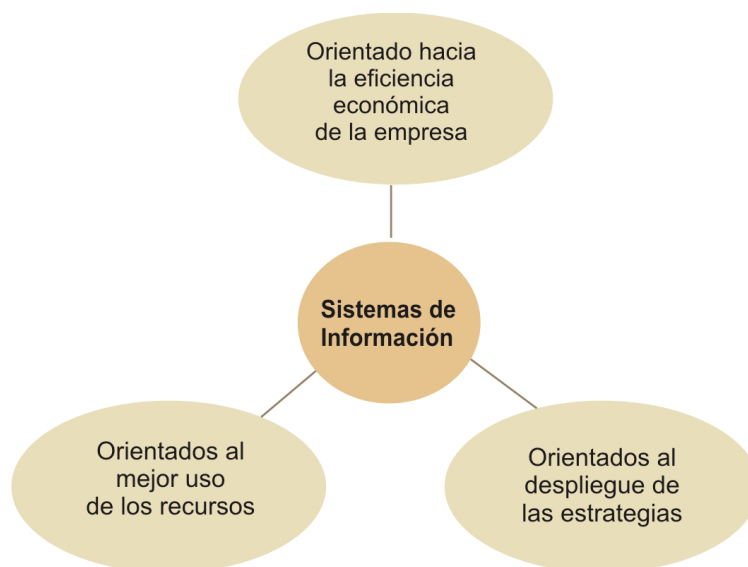 Orientado hacia
la eficiencia
económica
de la empresa
Sistemas de
Información
Orientados al
mejor uso
de los recursos
Orientados al
despliegue de
las estrategias